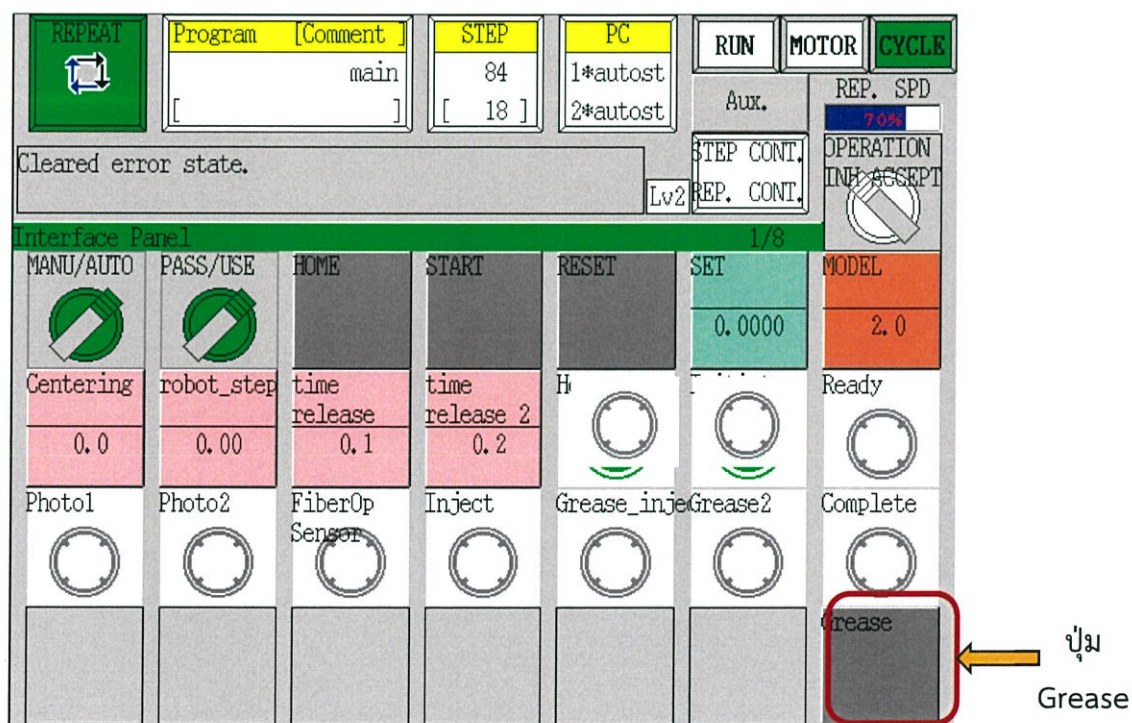 REPEAT
Program [Comment ]
main
[ ]
STEP
84
[ 18 ]
PC
1*autost
2*autost
RUN
MOTOR
CYCLE
Aux.
REP. SPD
70%
Cleared error state.
Lv2
STEP CONT.
REP. CONT.
OPERATION
INH ACCEPT
Interface Panel 1/8
MANU/AUTO
PASS/USE
HOME
START
RESET
SET
0.0000
MODEL
2.0
Centering
0.0
robot_step
0.00
time
release
0.1
time
release 2
0.2
Ready
Photo1
Photo2
FiberOp
Sensor
Inject
Grease_inje
Grease2
Complete
Grease
ปุ่ม
Grease